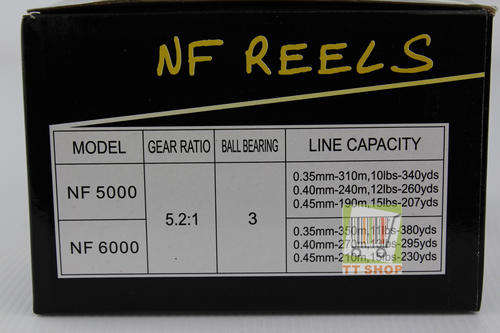 NF REELS
MODEL GEAR RATIO BALL BEARING LINE CAPACITY
NF 5000 5.2:1 3 0.35mm-310m,10lbs-340yds
0.40mm-240m,12lbs-260yds
0.45mm-190m,15lbs-207yds
NF 6000 0.35mm-350m, -380yds
0.40mm-270m, -295yds
0.45mm-210m, -230yds
TT SHOP